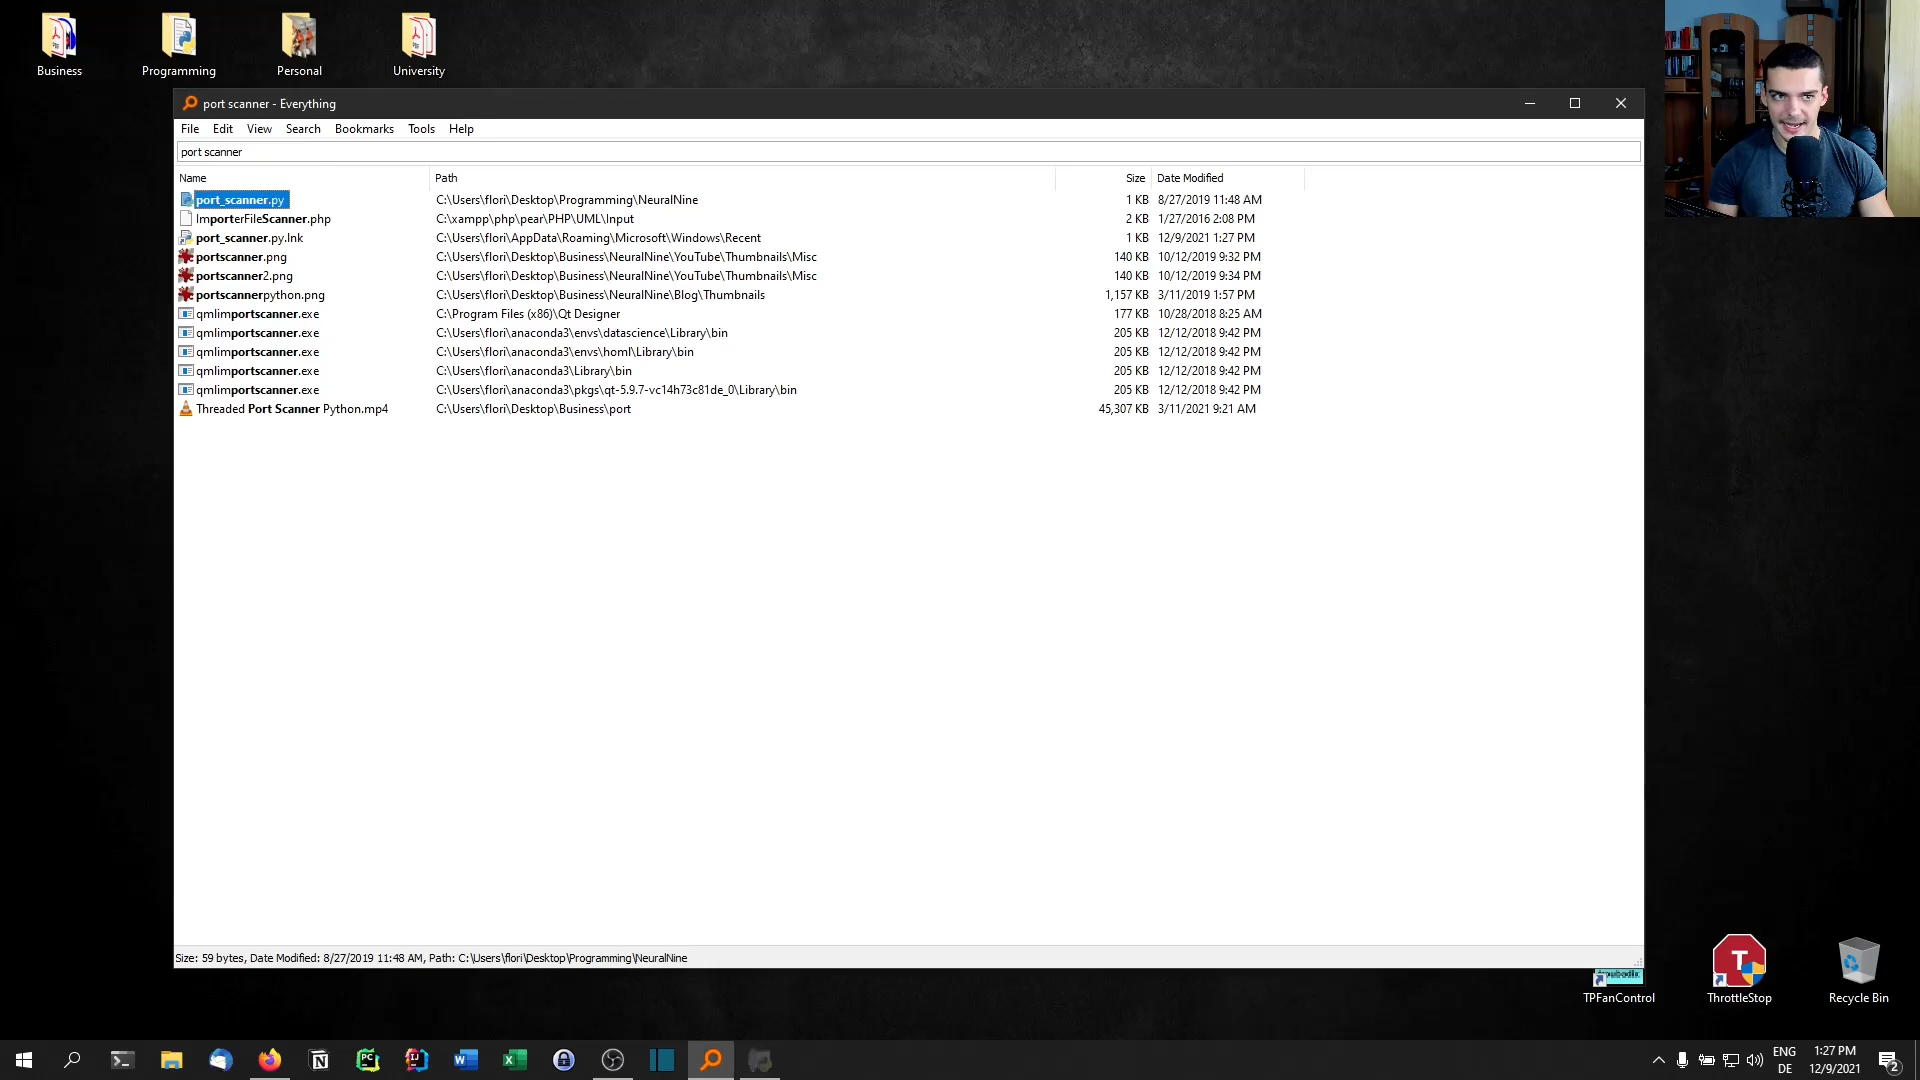 Business
Programming
Personal
University
port scanner - Everything
File Edit View Search Bookmarks Tools Help
port scanner
Name Path Size Date Modified
port_scanner.py C:\Users\flori\Desktop\Programming\NeuralNine 1 KB 8/27/2019 11:48 AM
ImporterFileScanner.php C:\xampp\php\pear\PHP\UML\Input 2 KB 1/27/2016 2:08 PM
port_scanner.py.lnk C:\Users\flori\AppData\Roaming\Microsoft\Windows\Recent 1 KB 12/9/2021 1:27 PM
portscanner.png C:\Users\flori\Desktop\Business\NeuralNine\YouTube\Thumbnails\Misc 140 KB 10/12/2019 9:32 PM
portscanner2.png C:\Users\flori\Desktop\Business\NeuralNine\YouTube\Thumbnails\Misc 140 KB 10/12/2019 9:34 PM
portscannerpython.png C:\Users\flori\Desktop\Business\NeuralNine\Blog\Thumbnails 1,157 KB 3/11/2019 1:57 PM
qmlimportscanner.exe C:\Program Files (x86)\Qt Designer 177 KB 10/28/2018 8:25 AM
qmlimportscanner.exe C:\Users\flori\anaconda3\envs\datascience\Library\bin 205 KB 12/12/2018 9:42 PM
qmlimportscanner.exe C:\Users\flori\anaconda3\envs\homl\Library\bin 205 KB 12/12/2018 9:42 PM
qmlimportscanner.exe C:\Users\flori\anaconda3\Library\bin 205 KB 12/12/2018 9:42 PM
qmlimportscanner.exe C:\Users\flori\anaconda3\pkgs\qt-5.9.7-vc14h73c81de_0\Library\bin 205 KB 12/12/2018 9:42 PM
Threaded Port Scanner Python.mp4 C:\Users\flori\Desktop\Business\port 45,307 KB 3/11/2021 9:21 AM
Size: 59 bytes, Date Modified: 8/27/2019 11:48 AM, Path: C:\Users\flori\Desktop\Programming\NeuralNine
T
TPFanControl
ThrottleStop
Recycle Bin
ENG
DE
1:27 PM
12/9/2021
2